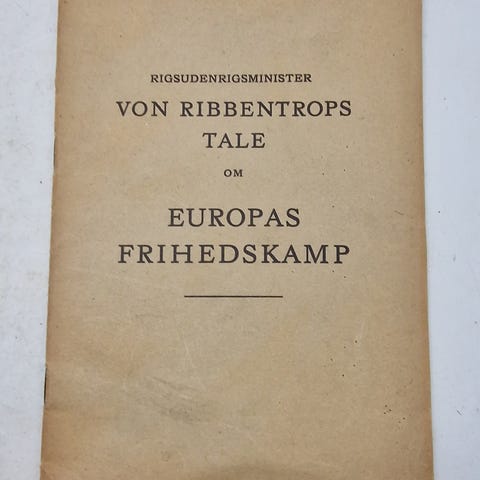 RIGSUDENRIGSMINISTER
VON RIBBENTROPS
TALE
OM
EUROPAS
FRIHEDSKAMP